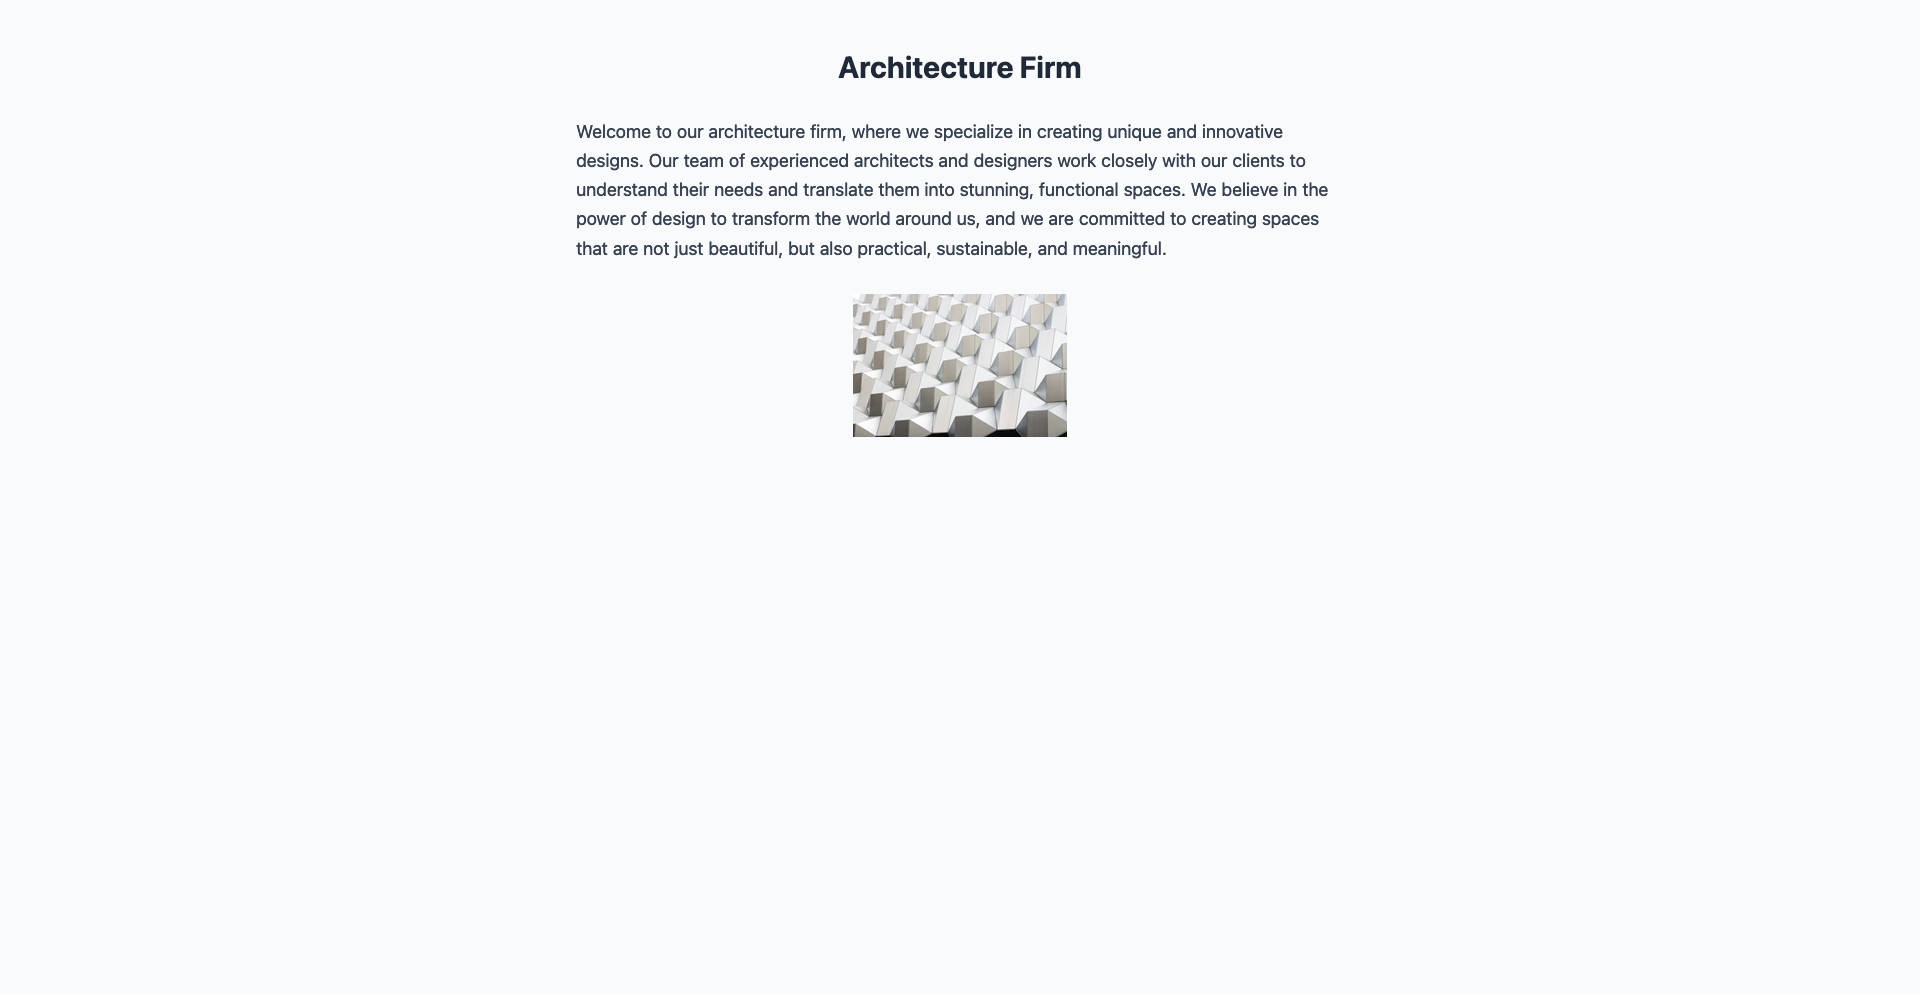 Architecture Firm
Welcome to our architecture firm, where we specialize in creating unique and innovative
designs. Our team of experienced architects and designers work closely with our clients to
understand their needs and translate them into stunning, functional spaces. We believe in the
power of design to transform the world around us, and we are committed to creating spaces
that are not just beautiful, but also practical, sustainable, and meaningful.